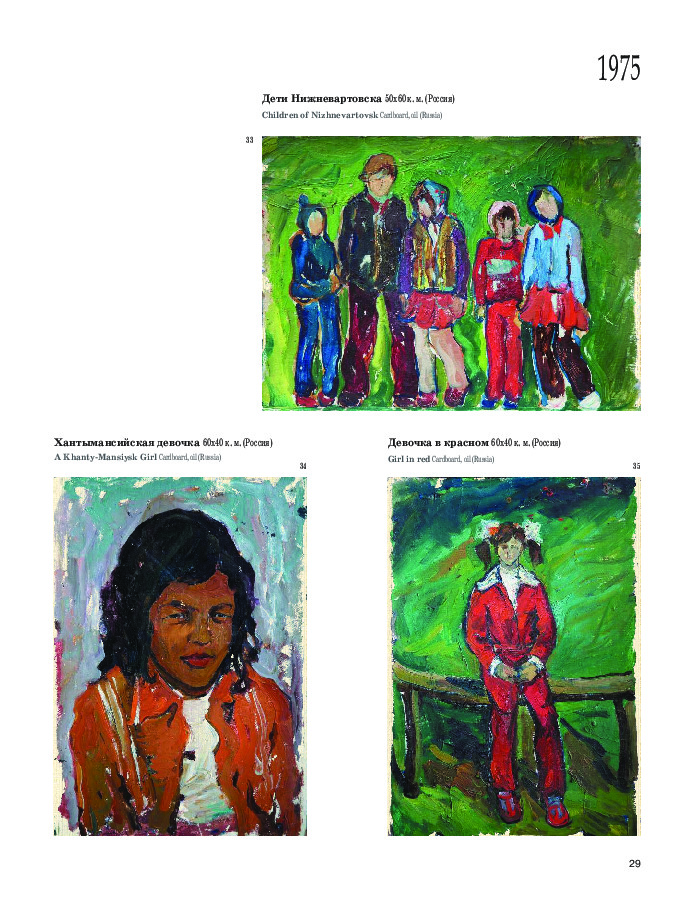 1975
Дети Нижневартовска 50х60 к. м. (Россия)
Children of Nizhnevartovsk Cardboard, oil (Russia)
33
Хантымансийская девочка 60х40 к. м. (Россия)
A Khanty-Mansiysk Girl Cardboard, oil (Russia)
34
Девочка в красном 60х40 к. м. (Россия)
Girl in red Cardboard, oil (Russia)
35
29